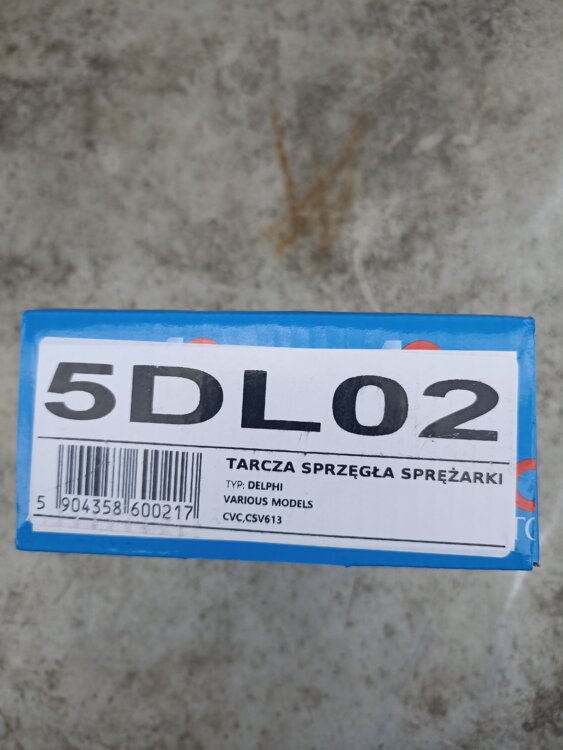 5DL02
TARCZA SPRZĘGŁA SPRĘŻARKI
TYP: DELPHI
VARIOUS MODELS
CVC,CSV613
5 904358 600217